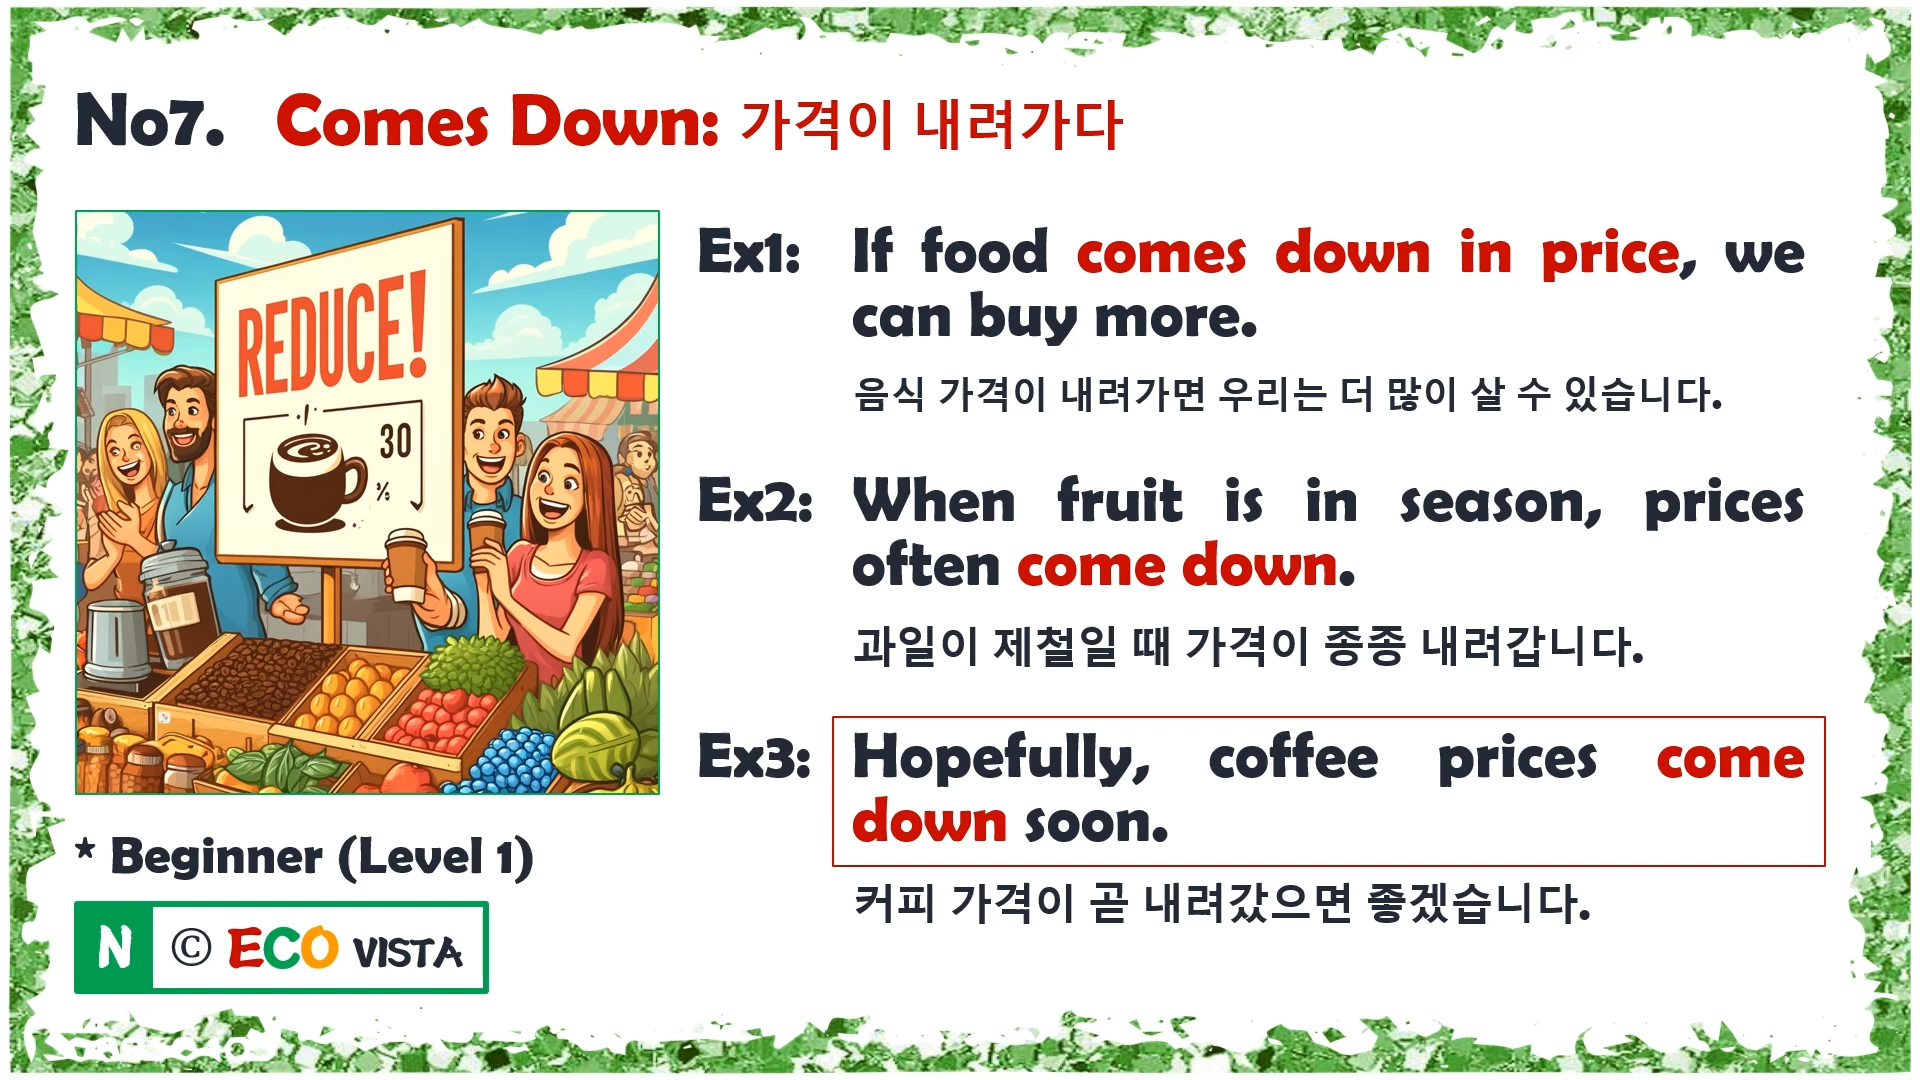 No7. Comes Down: 가격이 내려가다
REDUCE!
30
%
Ex1: If food comes down in price, we
can buy more.
음식 가격이 내려가면 우리는 더 많이 살 수 있습니다.
Ex2: When fruit is in season, prices
often come down.
과일이 제철일 때 가격이 종종 내려갑니다.
Ex3: Hopefully, coffee prices come
down soon.
커피 가격이 곧 내려갔으면 좋겠습니다.
* Beginner (Level 1)
N © ECO VISTA